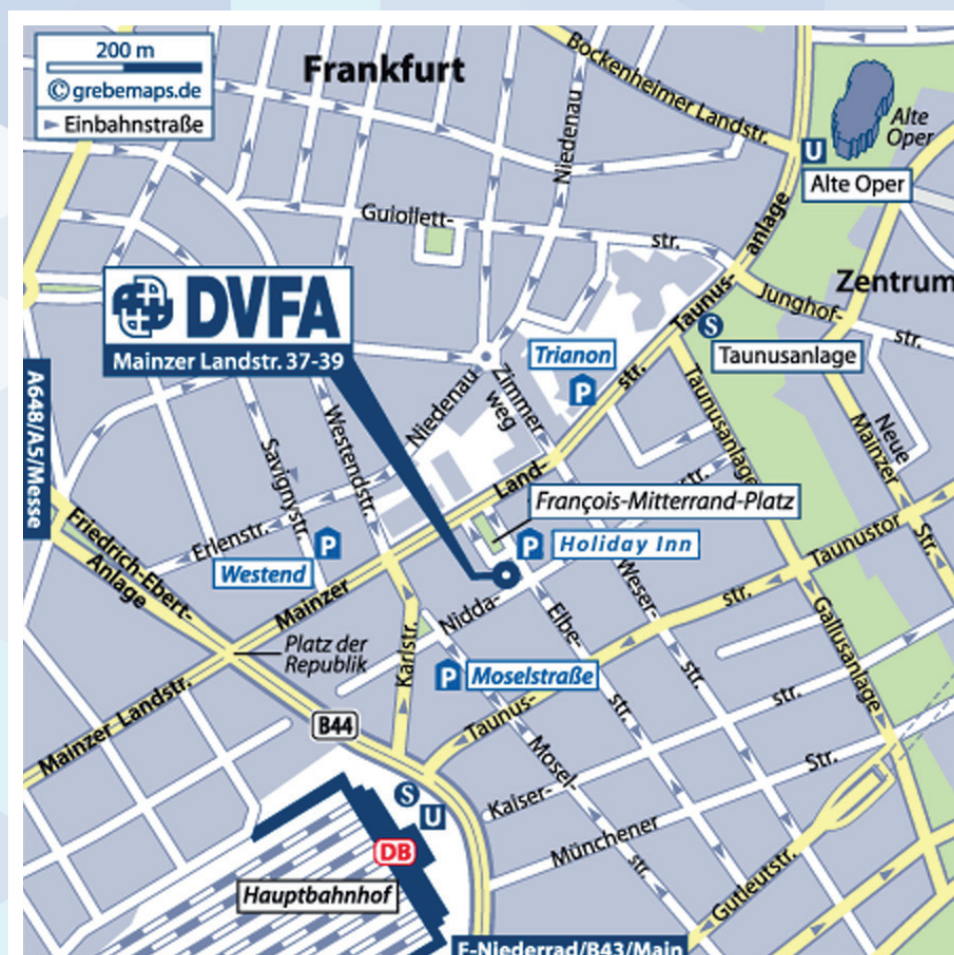 200 m
© grebemaps.de
Einbahnstraße
Frankfurt
Bockenheimer Landstr.
Niedenau
Alte
Oper
U
Alte Oper
Guiollett-
str.
Taunus-
anlage
Zentrum
Junghof-
str.
DVFA
Mainzer Landstr. 37-39
S
Taunusanlage
Trianon
P
str.
A648/A5/Messe
Niedenau
Zimmer
weg
Taunusanlage
Neue
Mainzer
Str.
Westendstr.
Savignystr.
Land-
str.
François-Mitterrand-Platz
Friedrich-Ebert-
Anlage
Erlenstr.
P
Westend
P
Holiday Inn
Taunustor
Mainzer
Nidda-
Elbe-
str.
Weser-
str.
str.
Gallusanlage
Platz der
Republik
Karlstr.
P
Moselstraße
Mainzer Landstr.
B44
Taunus-
Mosel-
str.
Kaiser-
str.
Münchener
Str.
S
U
DB
Hauptbahnhof
Gutleutstr.
F-Niederrad/B43/Main